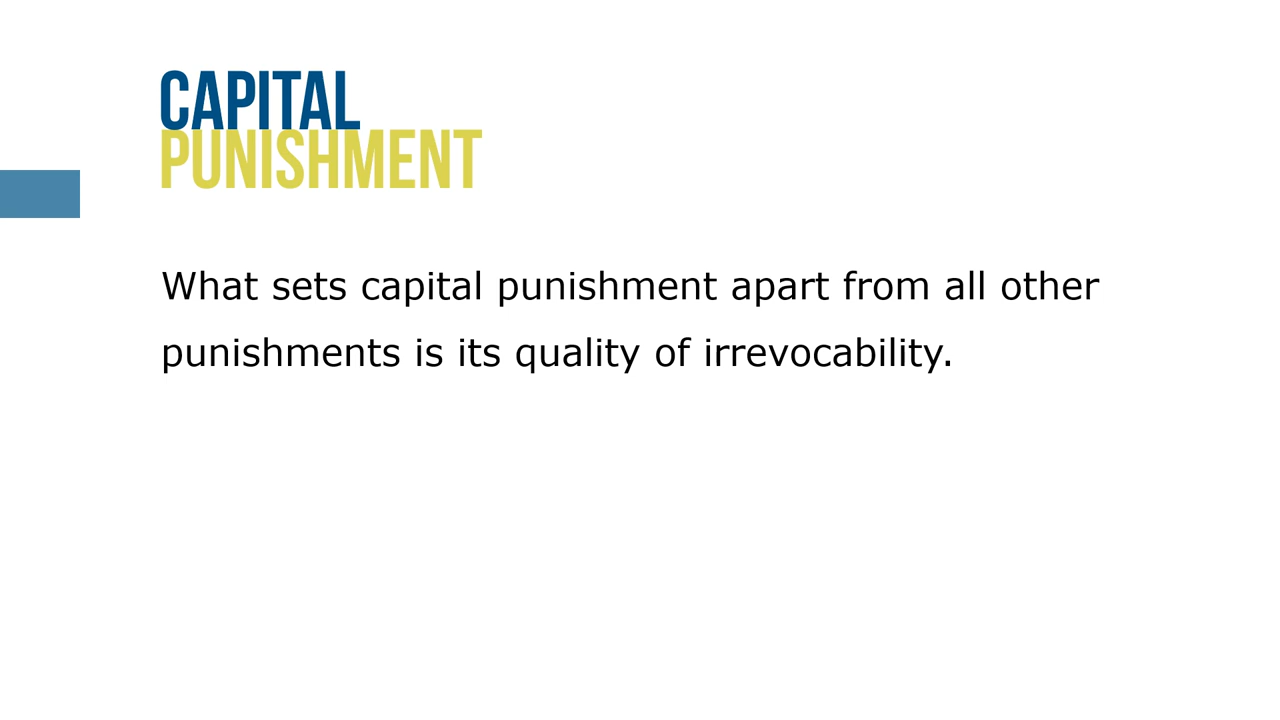 CAPITAL
PUNISHMENT
What sets capital punishment apart from all other
punishments is its quality of irrevocability.